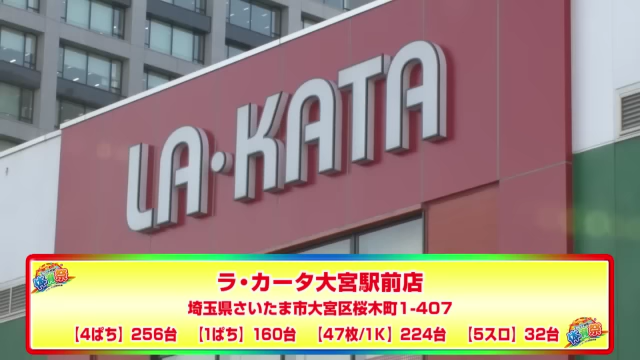 LA・KATA
ラ・カータ大宮駅前店
埼玉県さいたま市大宮区桜木町1-407
【4ぱち】256台 【1ぱち】160台 【47枚/1K】224台 【5スロ】32台